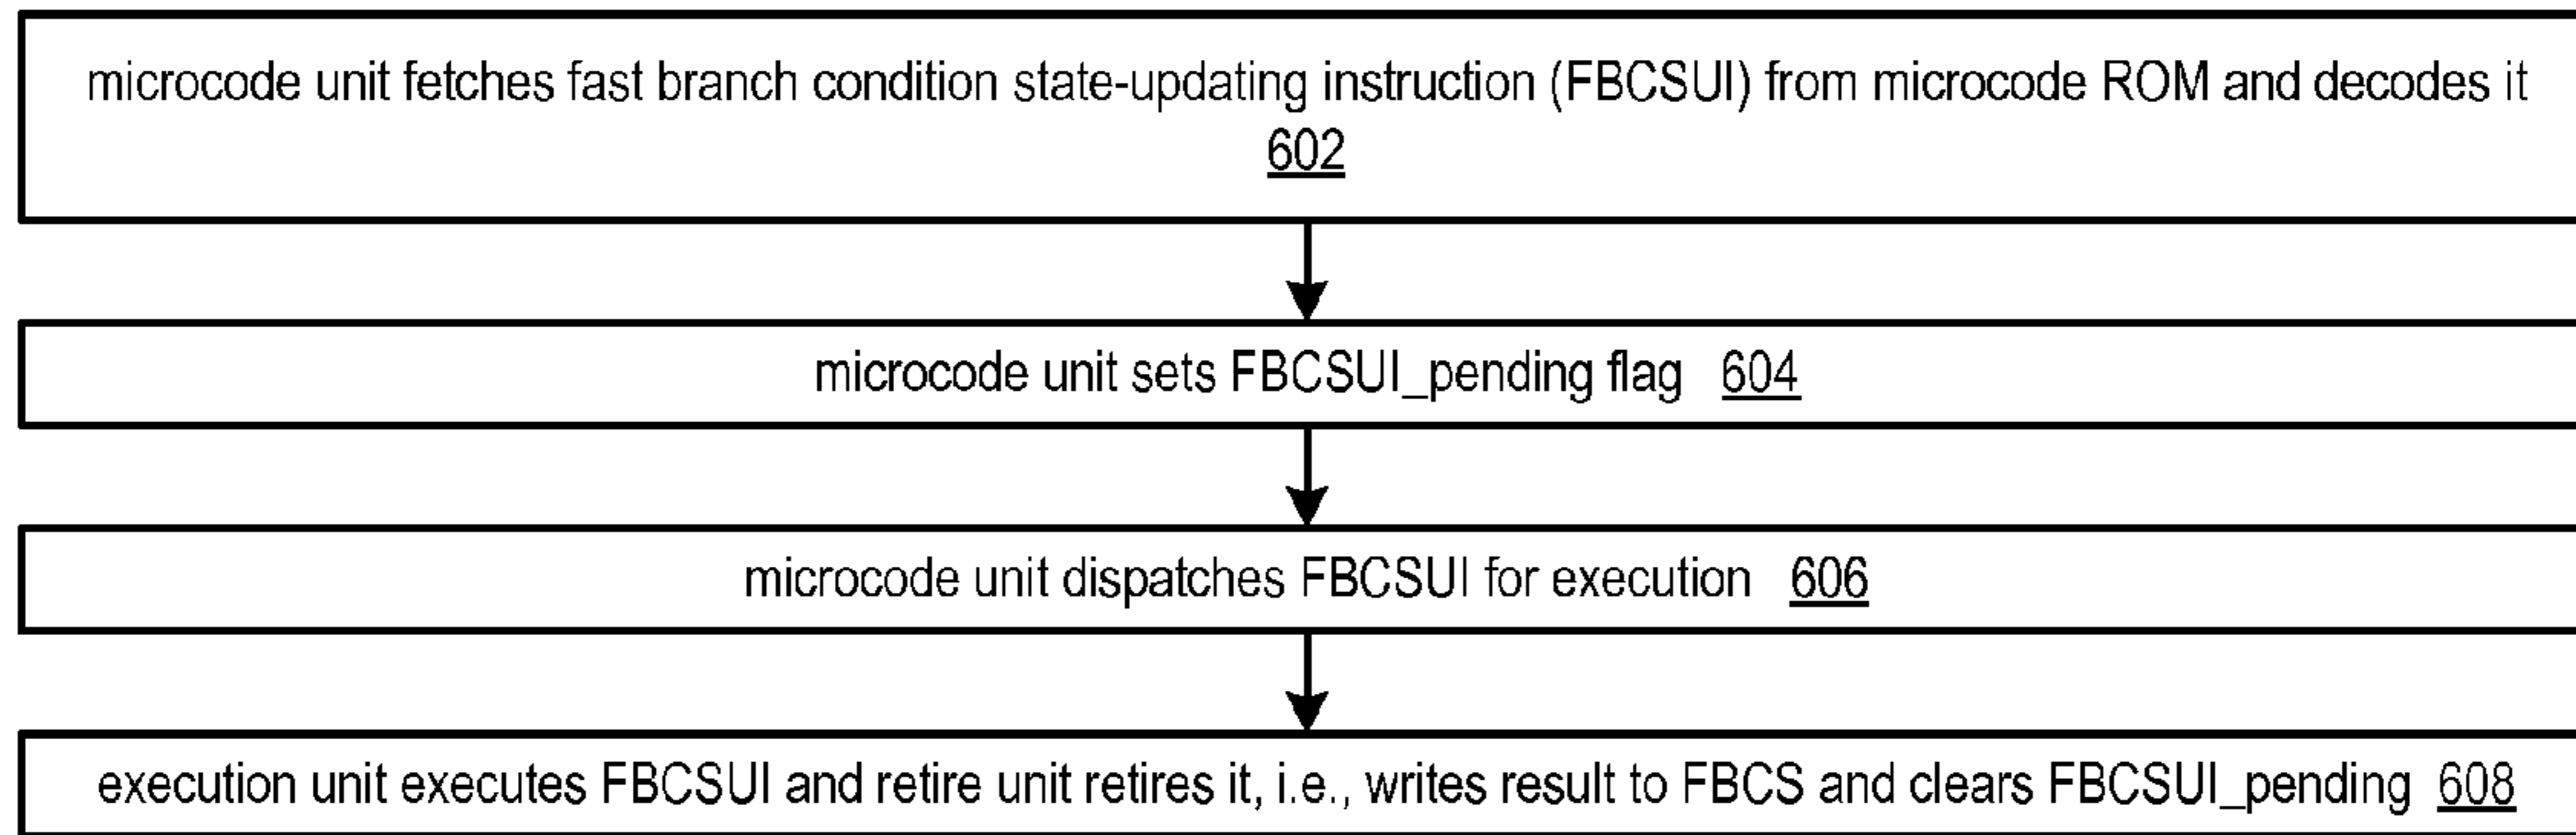 microcode unit fetches fast branch condition state-updating instruction (FBCSUI) from microcode ROM and decodes it
602
microcode unit sets FBCSUI_pending flag 604
microcode unit dispatches FBCSUI for execution 606
execution unit executes FBCSUI and retire unit retires it, i.e., writes result to FBCS and clears FBCSUI_pending 608